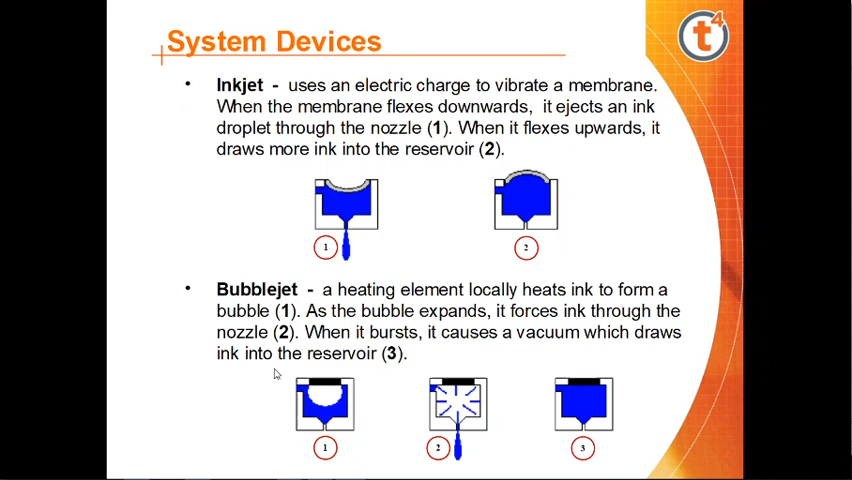 System Devices
t4
• Inkjet - uses an electric charge to vibrate a membrane.
When the membrane flexes downwards, it ejects an ink
droplet through the nozzle (1). When it flexes upwards, it
draws more ink into the reservoir (2).
1 2
• Bubblejet - a heating element locally heats ink to form a
bubble (1). As the bubble expands, it forces ink through the
nozzle (2). When it bursts, it causes a vacuum which draws
ink into the reservoir (3).
1 2 3